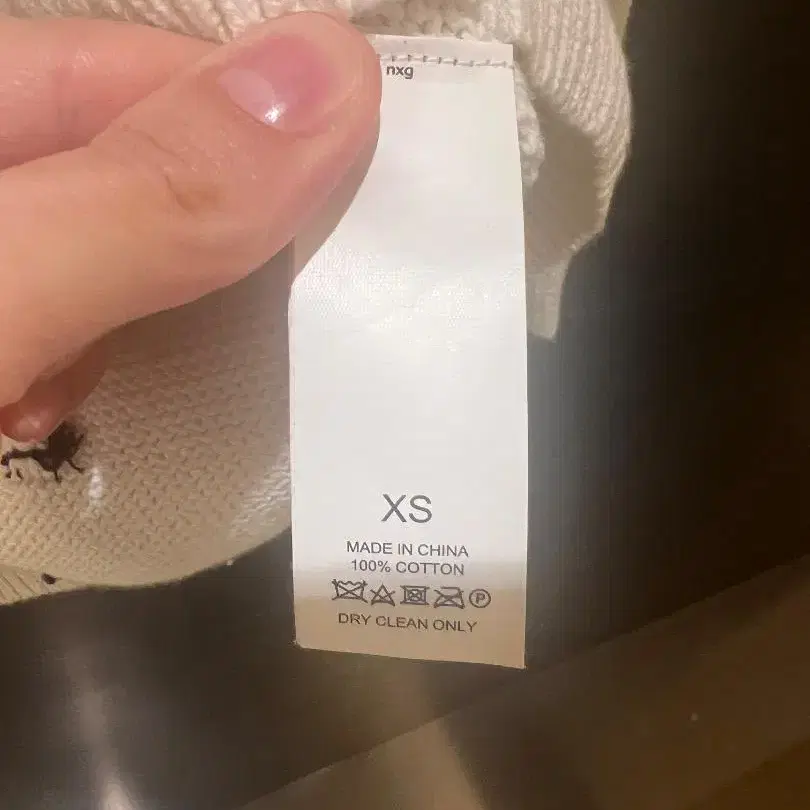 nxg
XS
MADE IN CHINA
100% COTTON
P
DRY CLEAN ONLY